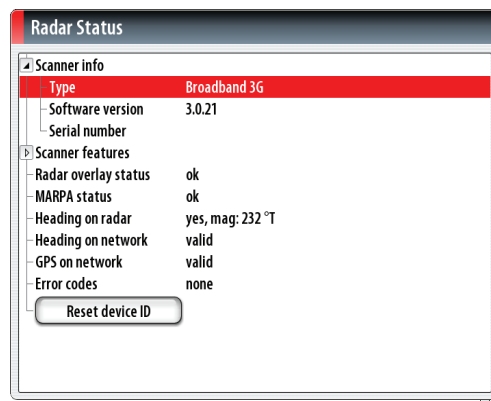 Radar Status
Scanner info
Type Broadband 3G
Software version 3.0.21
Serial number
Scanner features
Radar overlay status ok
MARPA status ok
Heading on radar yes, mag: 232 °T
Heading on network valid
GPS on network valid
Error codes none
Reset device ID